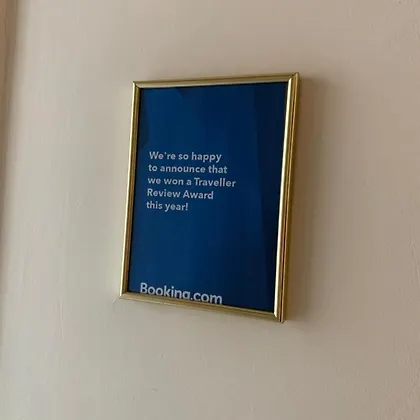 We're so happy
to announce that
we won a Traveller
Review Award
this year!
Booking.com